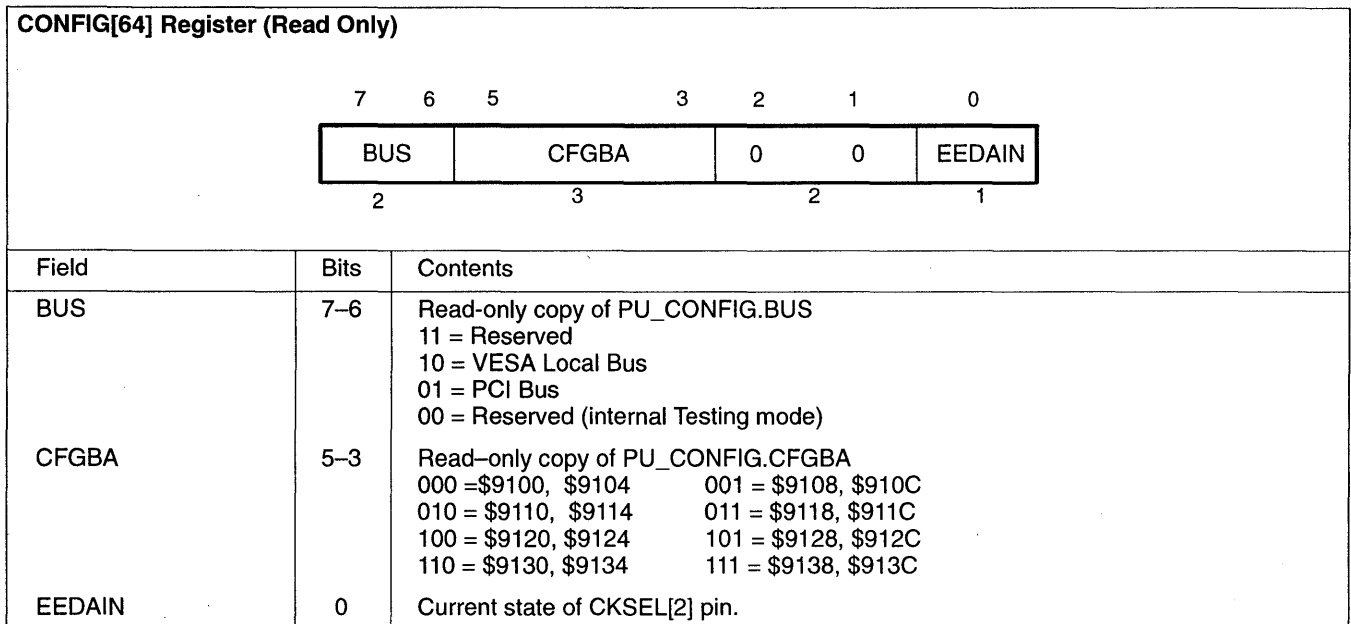 CONFIG[64] Register (Read Only)
7 6 5 3 2 1 0
BUS CFGBA 0 0 EEDAIN
2 3 2 1
Field Bits Contents
BUS 7–6 Read-only copy of PU_CONFIG.BUS
11 = Reserved
10 = VESA Local Bus
01 = PCI Bus
00 = Reserved (internal Testing mode)
CFGBA 5–3 Read–only copy of PU_CONFIG.CFGBA
000 =$9100, $9104 001 = $9108, $910C
010 = $9110, $9114 011 = $9118, $911C
100 = $9120, $9124 101 = $9128, $912C
110 = $9130, $9134 111 = $9138, $913C
EEDAIN 0 Current state of CKSEL[2] pin.